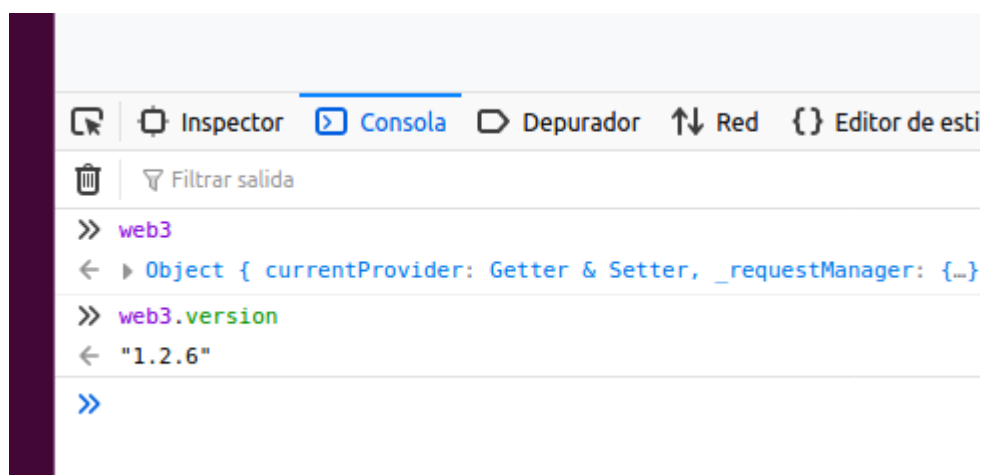 Inspector Consola Depurador Red {} Editor de esti
Filtrar salida
>> web3
← ▶ Object { currentProvider: Getter & Setter, _requestManager: {…}
>> web3.version
← "1.2.6"
>>